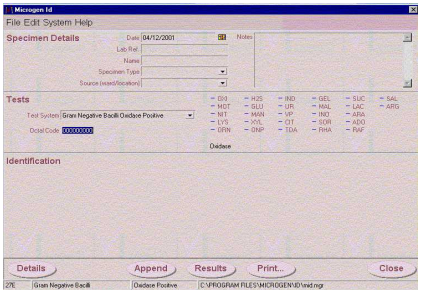 Microgen Id
File Edit System Help
Specimen Details
Date 04/12/2001
Notes
Lab Ref.
Name
Specimen Type
Source (ward/location)
Tests
Test System Gram Negative Bacilli Oxidase Positive
Octal Code 000000000
- OXI - H2S - IND - GEL - SUC - SAL
- MOT - GLU - UR - MAL - LAC - ARG
- NIT - MAN - VP - INO - ARA
- LYS - XYL - CIT - SOR - ADO
- ORN - ONP - TDA - RHA - RAF
Oxidase
Identification
Details Append Results Print... Close
27E Gram Negative Bacilli Oxidase Positive C:\PROGRAM FILES\MICROGEN\ID\mid.mgr